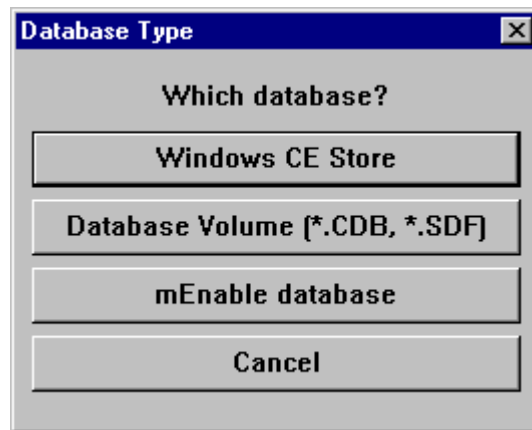 Database Type
Which database?
Windows CE Store
Database Volume (*.CDB, *.SDF)
mEnable database
Cancel